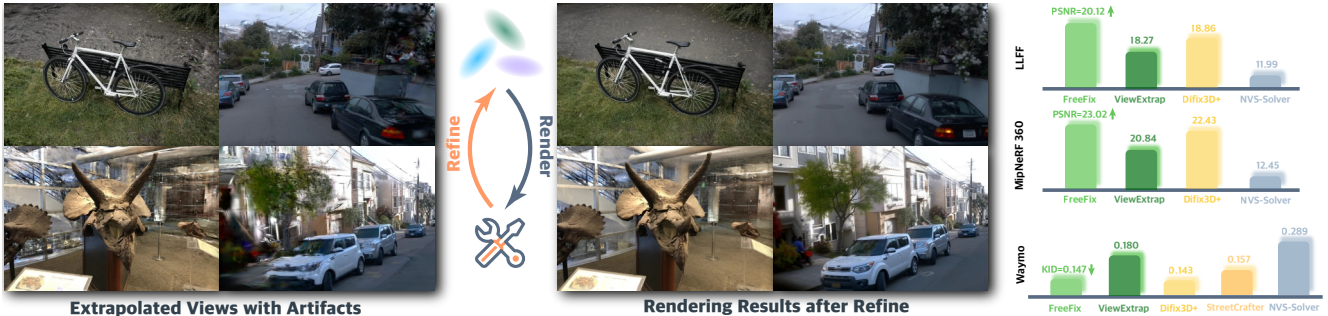 Refine
Render
Extrapolated Views with Artifacts
Rendering Results after Refine
LLFF
PSNR=20.12
18.27
18.86
11.99
FreeFix
ViewExtrap
Difix3D+
NVS-Solver
MipNeRF 360
PSNR=23.02
20.84
22.43
12.45
FreeFix
ViewExtrap
Difix3D+
NVS-Solver
Waymo
KID=0.147
0.180
0.143
0.157
0.289
FreeFix
ViewExtrap
Difix3D+
StreetCrafter
NVS-Solver